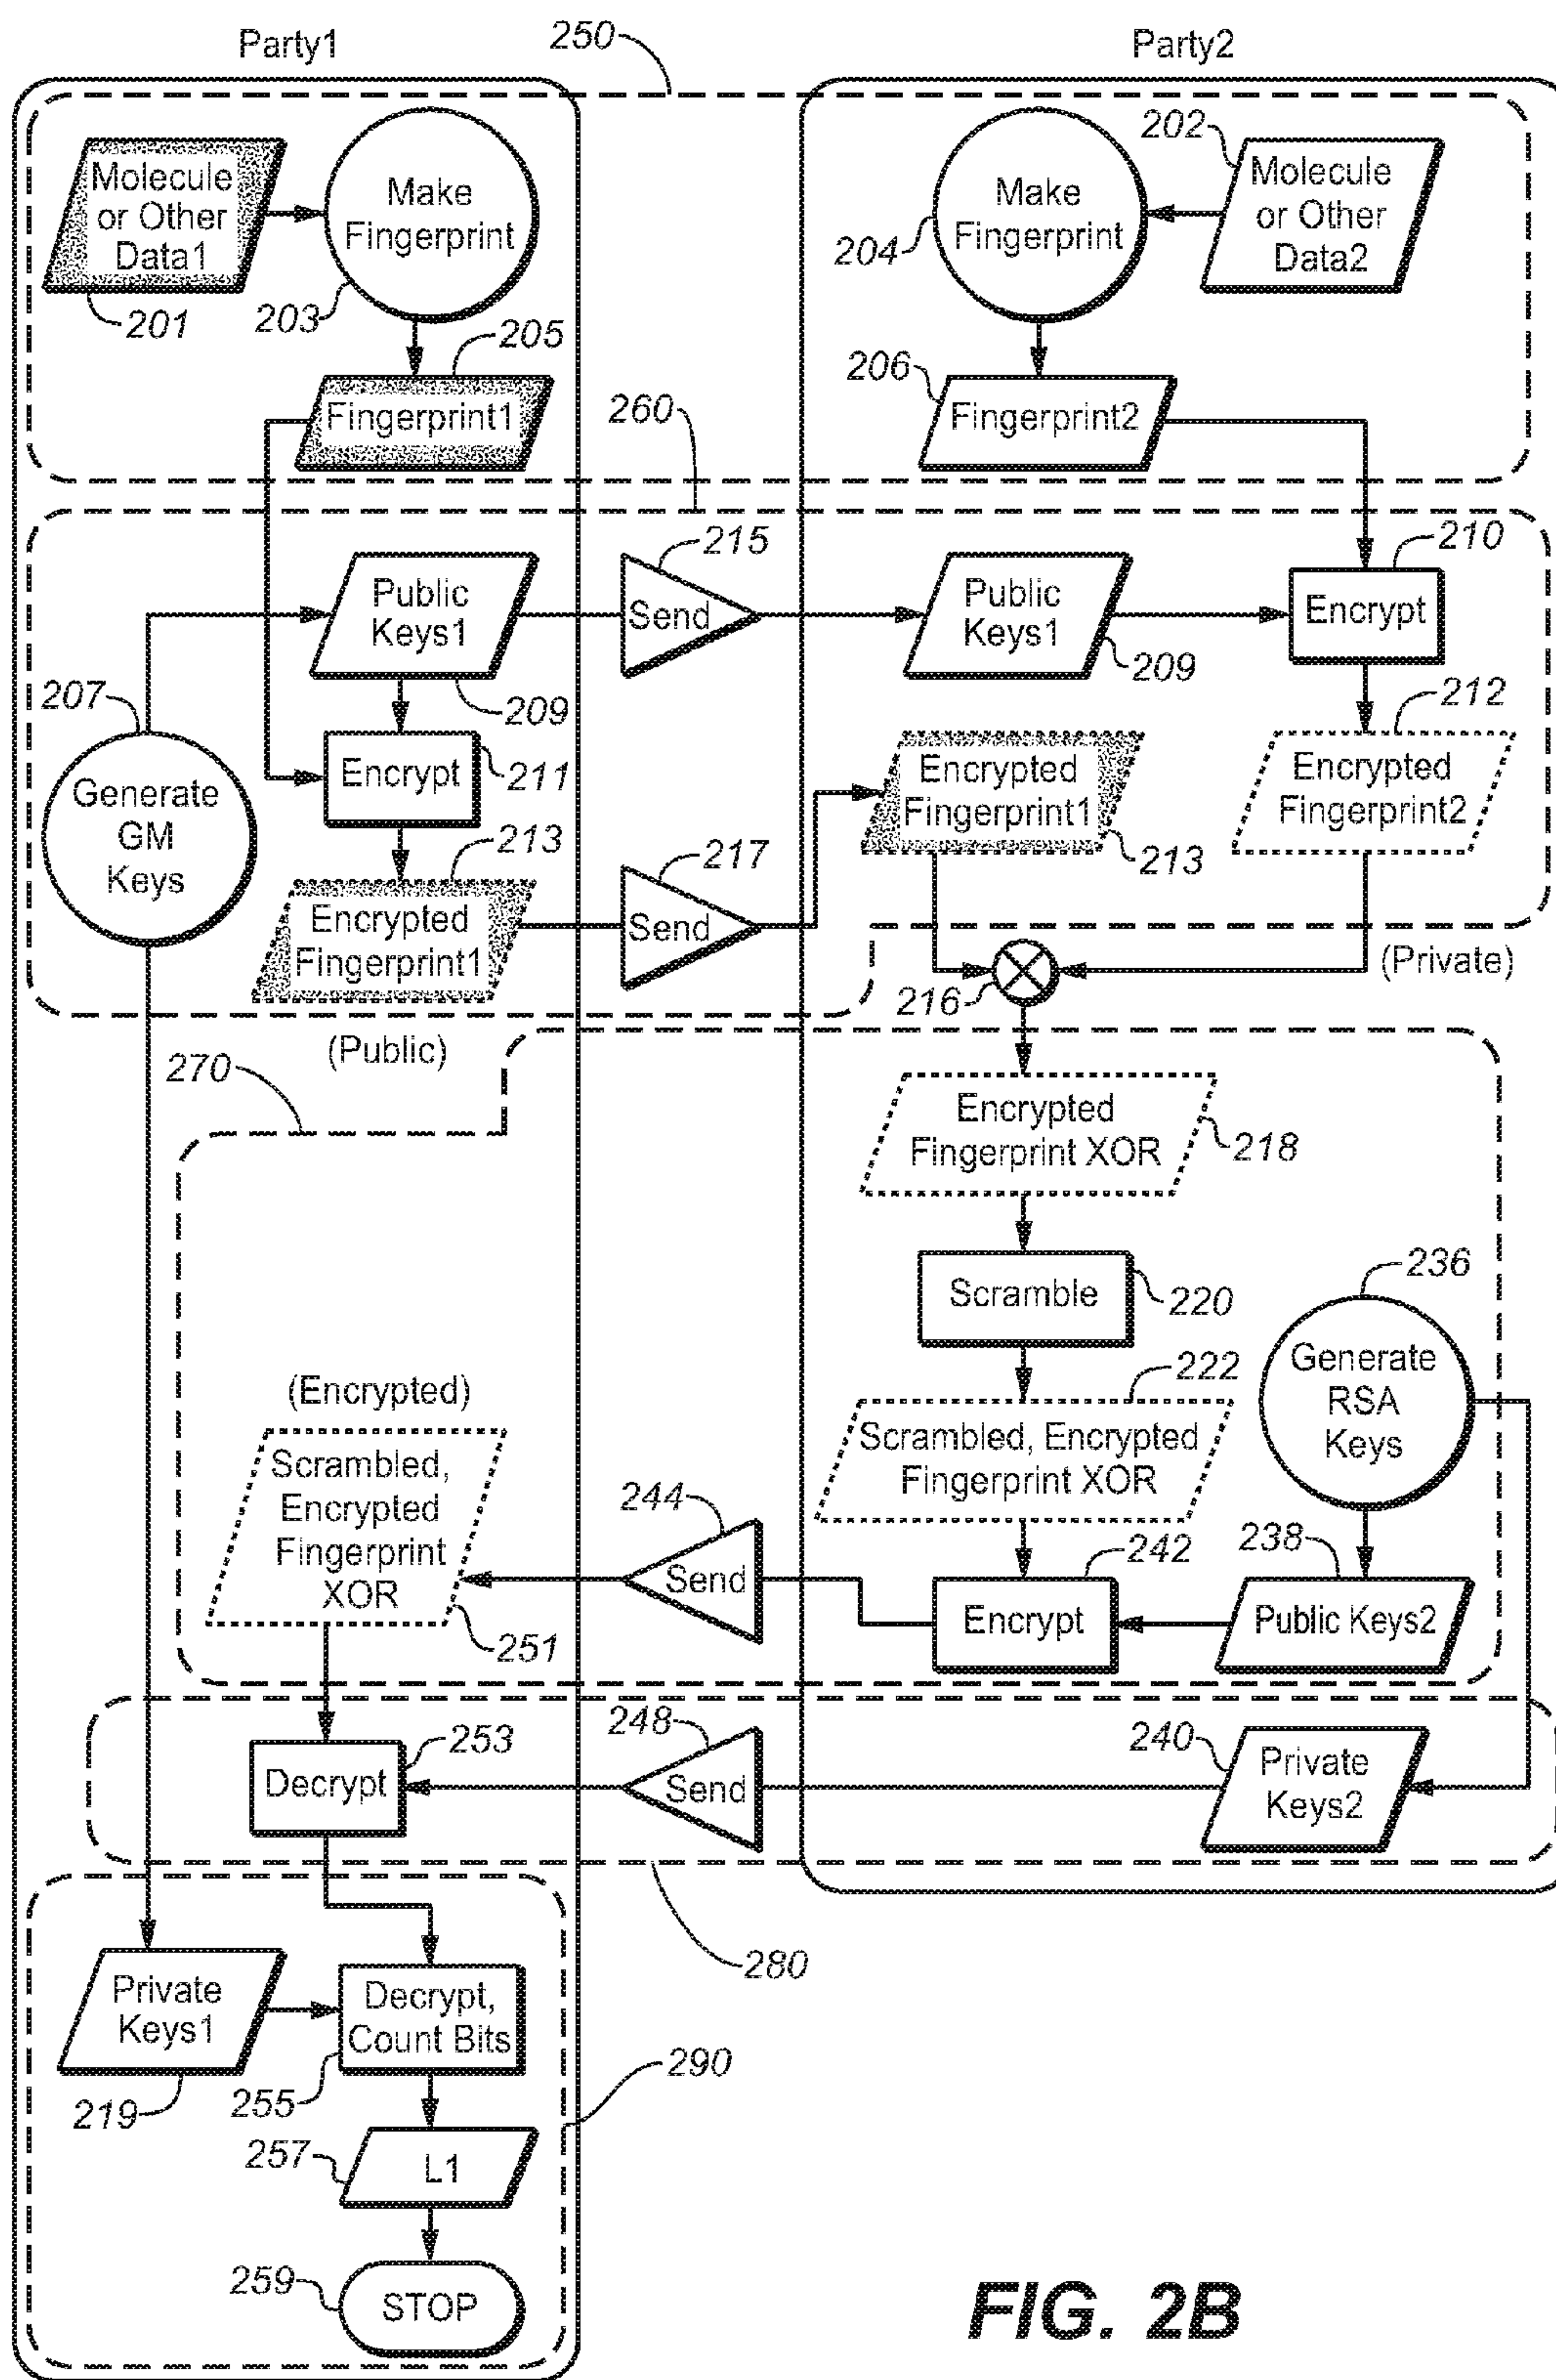 Party1
250
Party2
Molecule
or Other
Data1
201
Make
Fingerprint
203
205
Fingerprint1
Make
Fingerprint
204
202
Molecule
or Other
Data2
206
Fingerprint2
260
Public
Keys1
209
215
Send
Public
Keys1
209
210
Encrypt
207
Generate
GM
Keys
Encrypt
211
213
Encrypted
Fingerprint1
217
Send
Encrypted
Fingerprint1
213
212
Encrypted
Fingerprint2
216
(Private)
(Public)
270
Encrypted
Fingerprint XOR
218
Scramble
220
236
Generate
RSA
Keys
222
Scrambled, Encrypted
Fingerprint XOR
(Encrypted)
Scrambled,
Encrypted
Fingerprint
XOR
251
244
Send
242
Encrypt
238
Public Keys2
Decrypt
253
248
Send
240
Private
Keys2
280
Private
Keys1
219
Decrypt,
Count Bits
255
290
257
L1
259
STOP
FIG. 2B